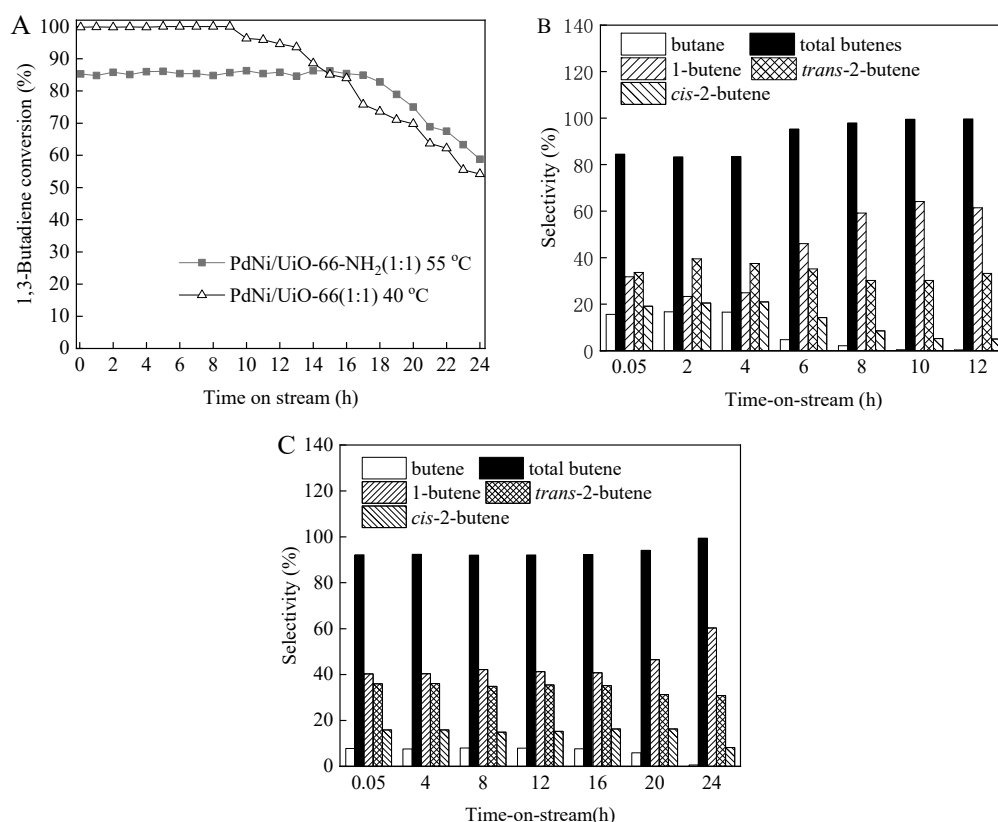 A
100
90
80
70
60
50
40
30
20
10
0
1,3-Butadiene conversion (%)
PdNi/UiO-66-NH₂(1:1) 55 °C
PdNi/UiO-66(1:1) 40 °C
0 2 4 6 8 10 12 14 16 18 20 22 24
Time on stream (h)
B
140
120
100
80
60
40
20
0
Selectivity (%)
butane total butenes
1-butene trans-2-butene
cis-2-butene
0.05 2 4 6 8 10 12
Time-on-stream (h)
C
140
120
100
80
60
40
20
0
Selectivity (%)
butene total butene
1-butene trans-2-butene
cis-2-butene
0.05 4 8 12 16 20 24
Time-on-stream(h)